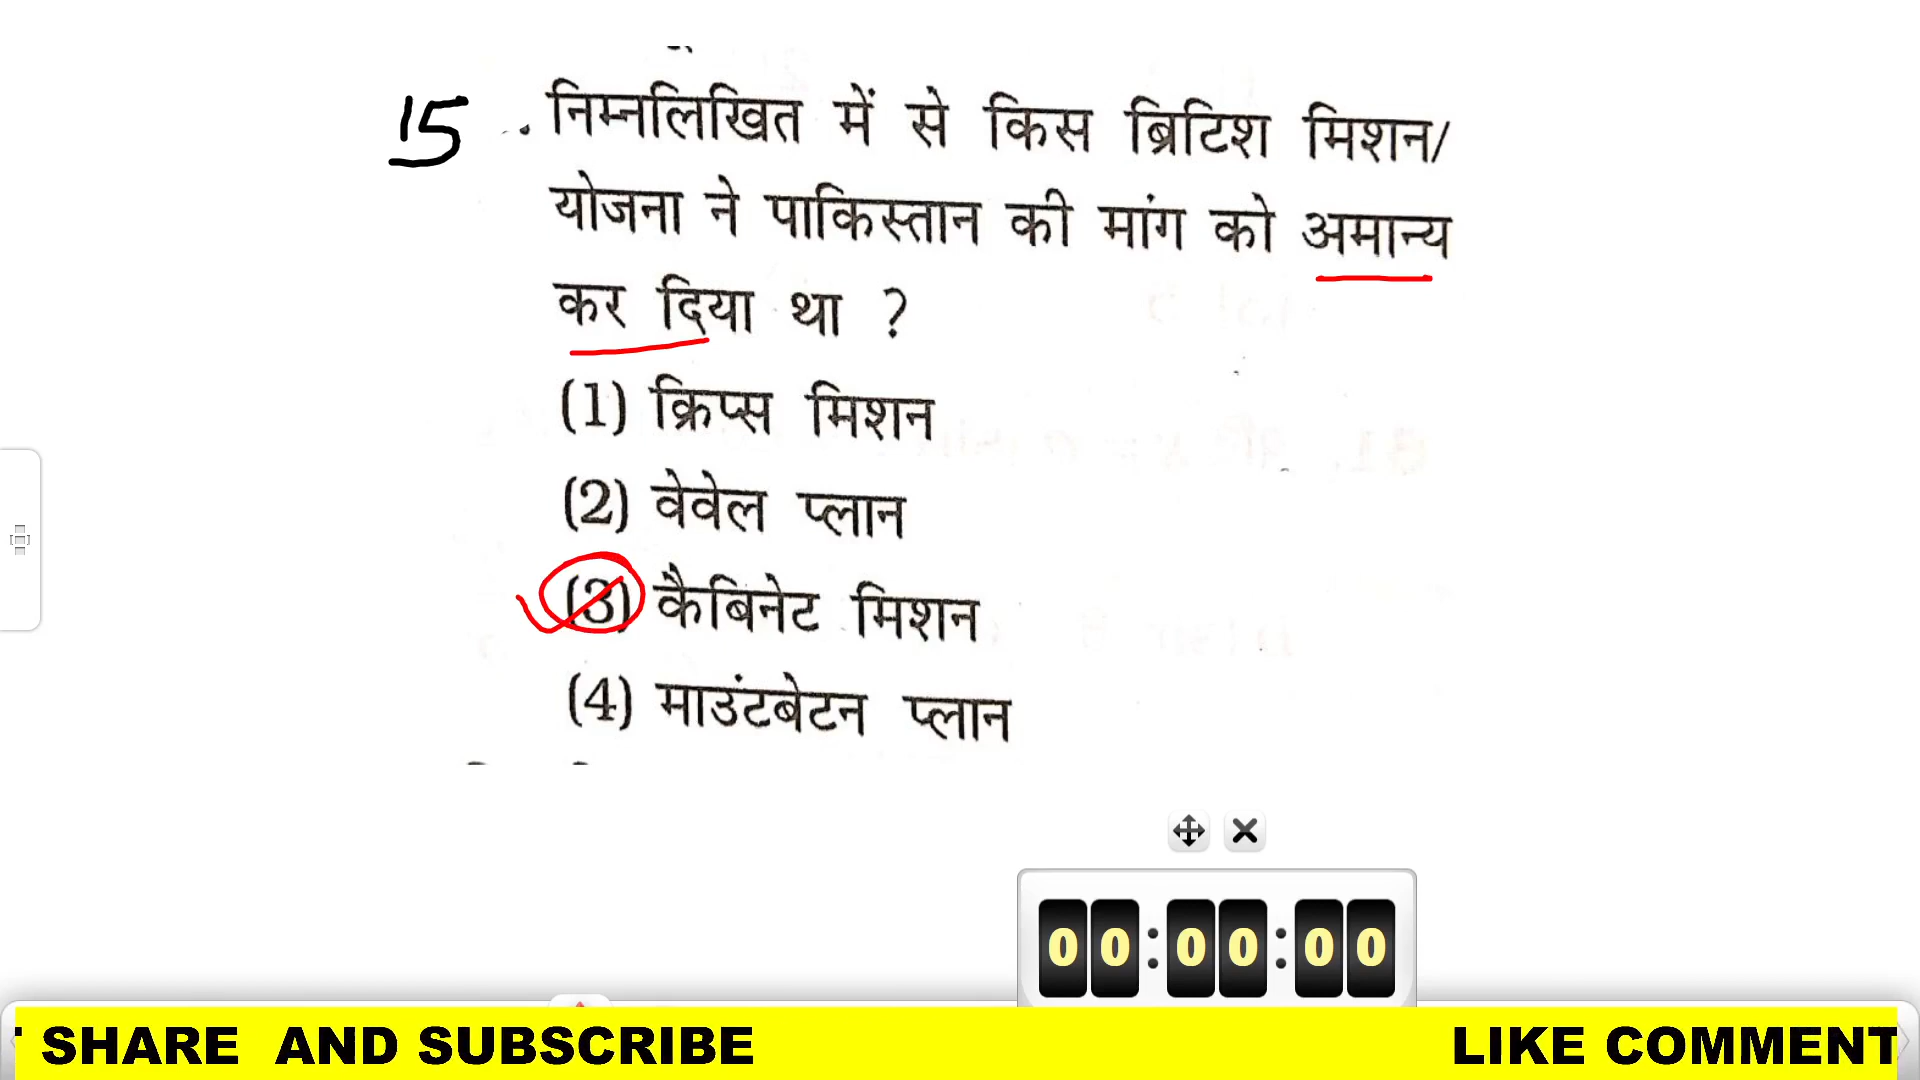 15 . निम्नलिखित में से किस ब्रिटिश मिशन/
योजना ने पाकिस्तान की मांग को अमान्य
कर दिया था ?
(1) क्रिप्स मिशन
(2) वेवेल प्लान
(3) कैबिनेट मिशन
(4) माउंटबेटन प्लान
00:00:00
SHARE AND SUBSCRIBE LIKE COMMENT